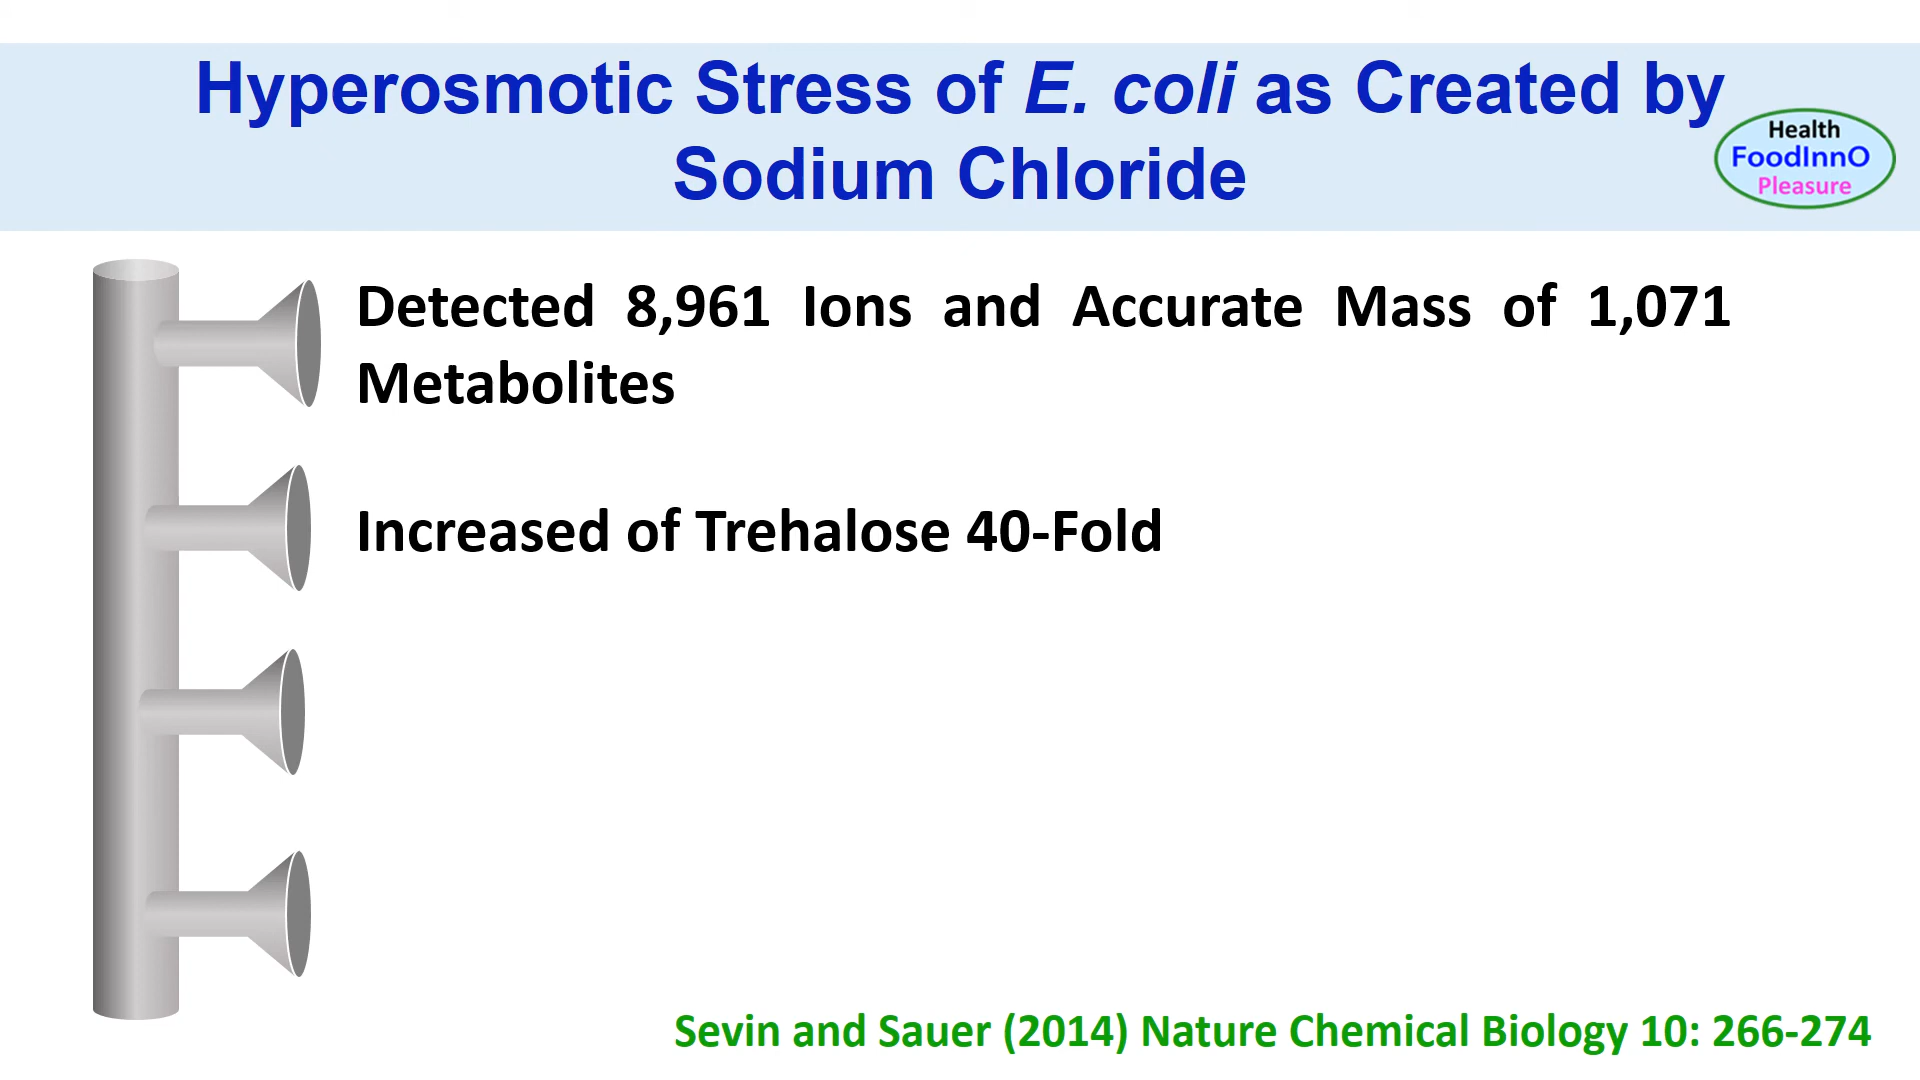 Hyperosmotic Stress of E. coli as Created by
Sodium Chloride
Health
FoodInnO
Pleasure
Detected 8,961 Ions and Accurate Mass of 1,071
Metabolites
Increased of Trehalose 40-Fold
Sevin and Sauer (2014) Nature Chemical Biology 10: 266-274